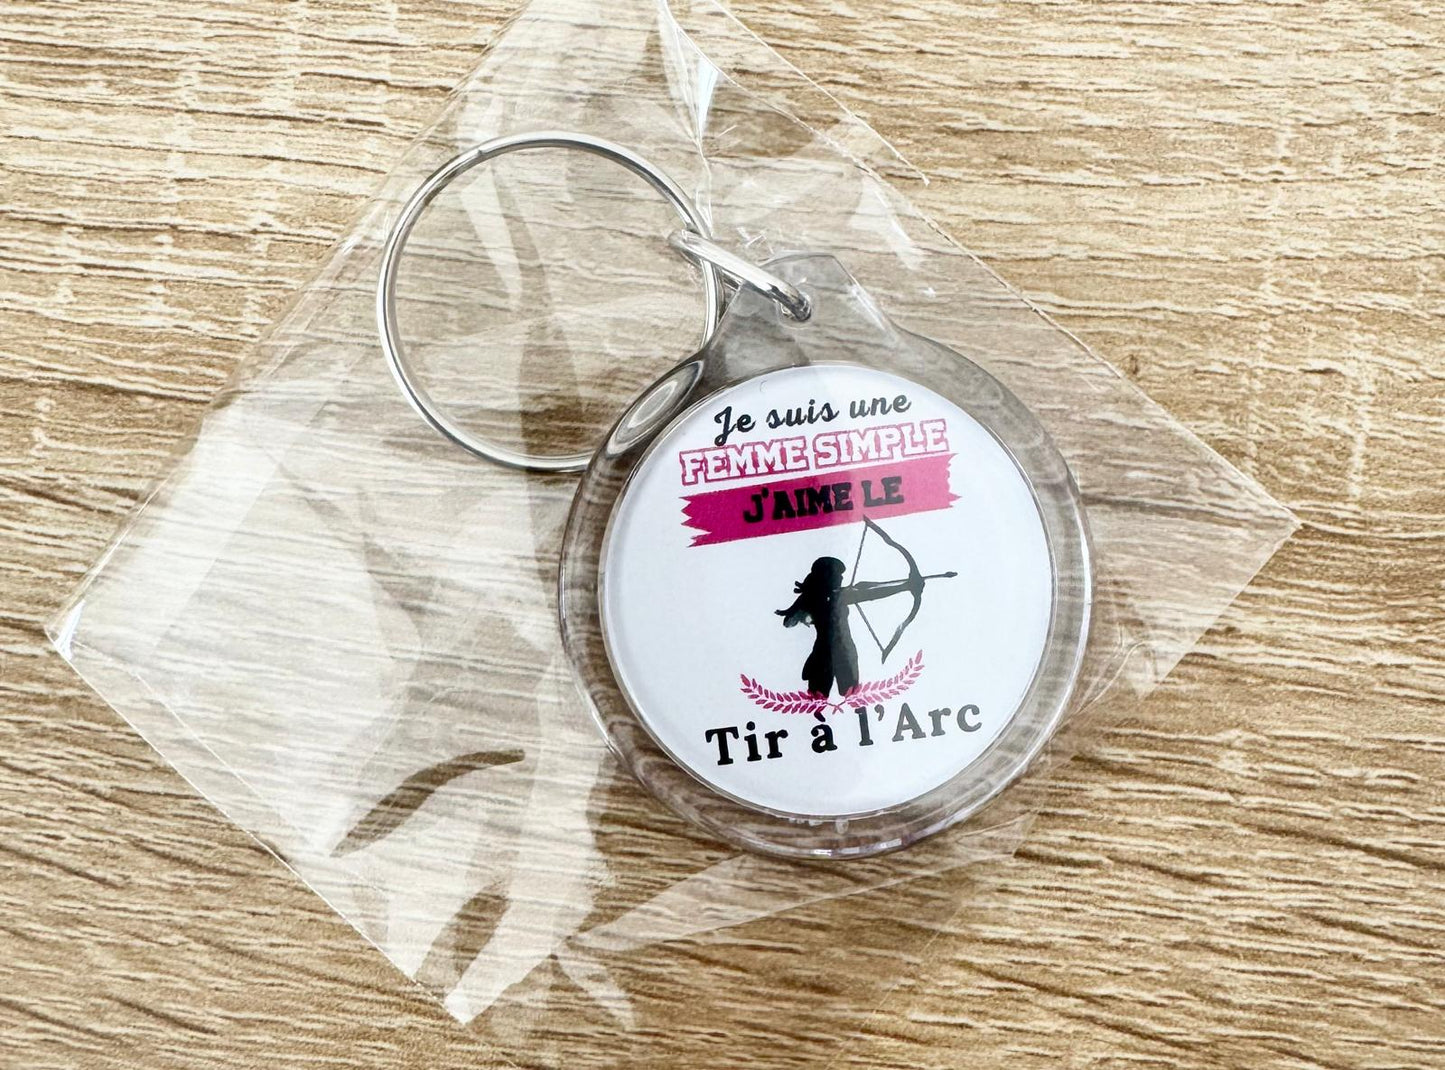 Je suis une
FEMME SIMPLE
J'AIME LE
Tir à l'Arc